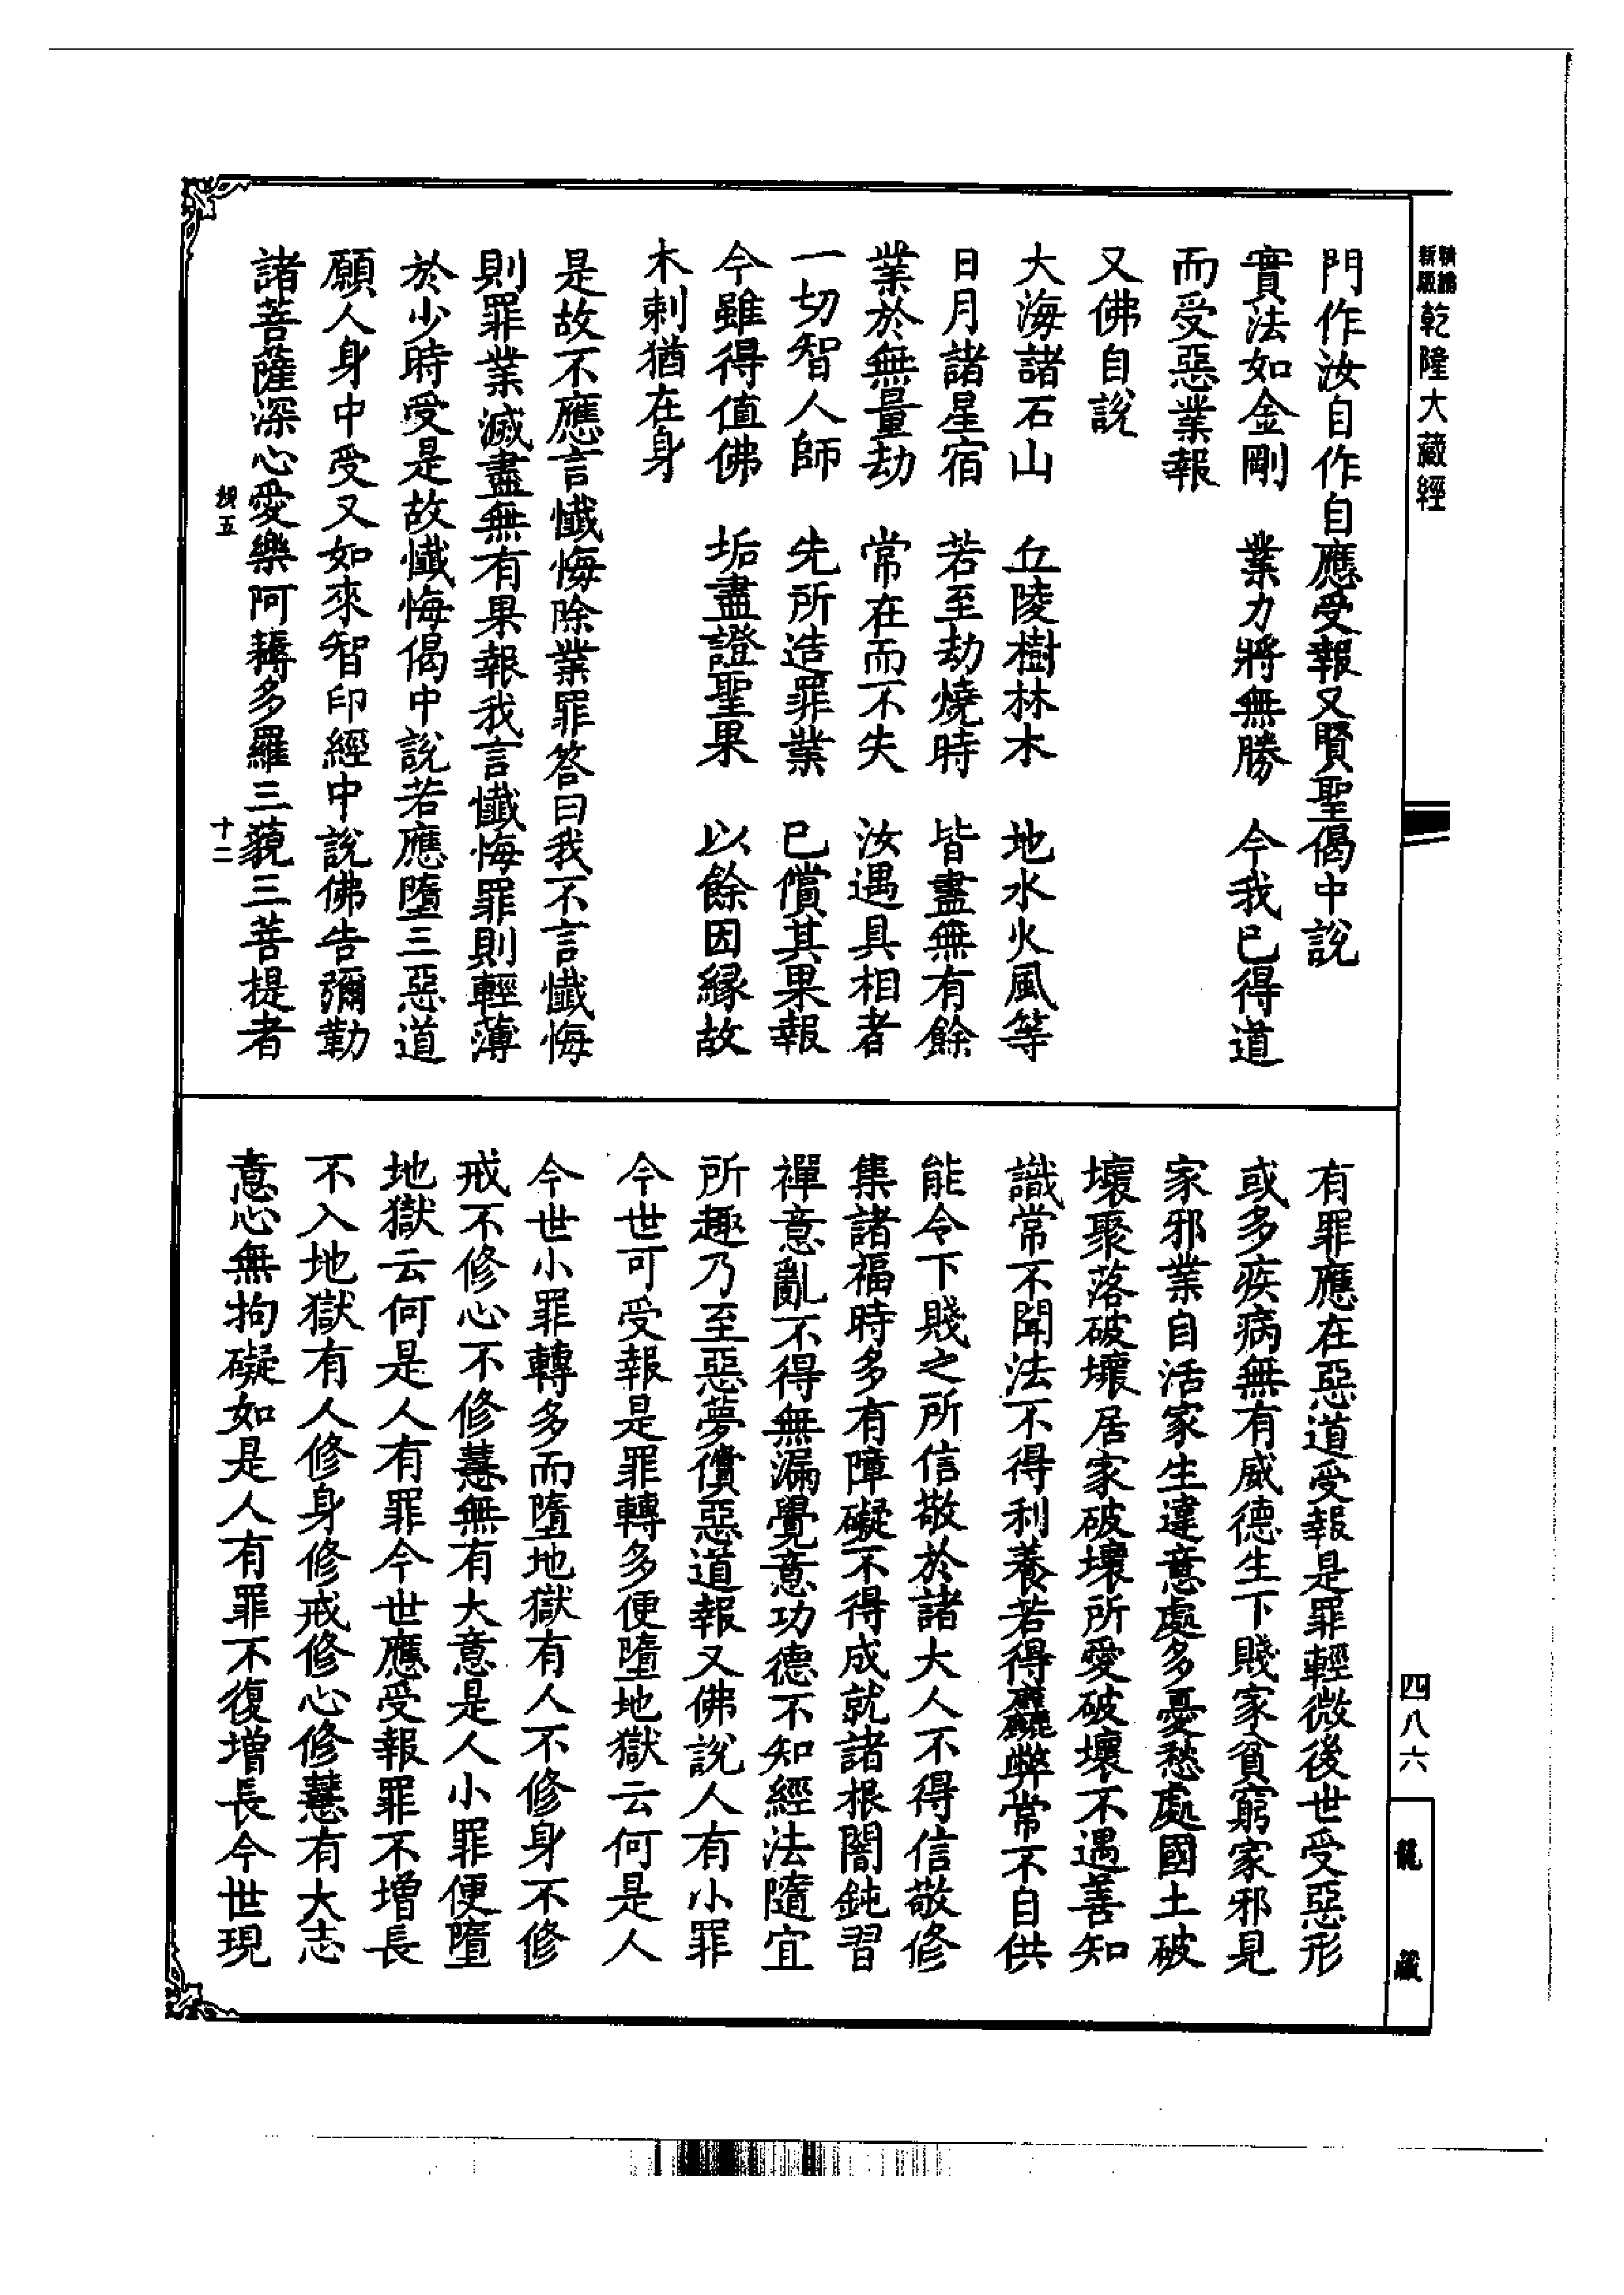 新版
精編
乾隆大藏經
門作汝自作自應受報又賢聖偈中說
實法如金剛　業力將無勝　今我已得道
而受惡業報
又佛自說
大海諸石山　丘陵樹林木　地水火風等
日月諸星宿　若至劫燒時　皆盡無有餘
業於無量劫　常在而不失　汝遇具相者
一切智人師　先所造罪業　已償其果報
今雖得值佛　垢盡證聖果　以餘因緣故
木刺猶在身
是故不應言懺悔除業罪答曰我不言懺悔
則罪業滅盡無有果報我言懺悔罪則輕薄
於少時受是故懺悔偈中說若應墮三惡道
願人身中受又如來智印經中說佛告彌勒
諸菩薩深心愛樂阿耨多羅三藐三菩提者
五
十二
有罪應在惡道受報是罪輕微後世受惡形
或多疾病無有威德生下賤家貧窮家邪見
家邪業自活家生違意處多憂愁處國土破
壞聚落破壞居家破壞所愛破壞不遇善知
識常不聞法不得利養若得麤弊常不自供
能令下賤之所信敬於諸大人不得信敬修
集諸福時多有障礙不得成就諸根闇鈍習
禪意亂不得無漏覺意功德不知經法隨宜
所趣乃至惡夢償惡道報又佛說人有小罪
今世可受報是罪轉多便墮地獄云何是人
今世小罪轉多而墮地獄有人不修身不修
戒不修心不修慧無有大意是人小罪便墮
地獄云何是人有罪今世應受報罪不增長
不入地獄有人修身修戒修心修慧有大志
意心無拘礙如是人有罪不復增長今世現
四八六
龍藏